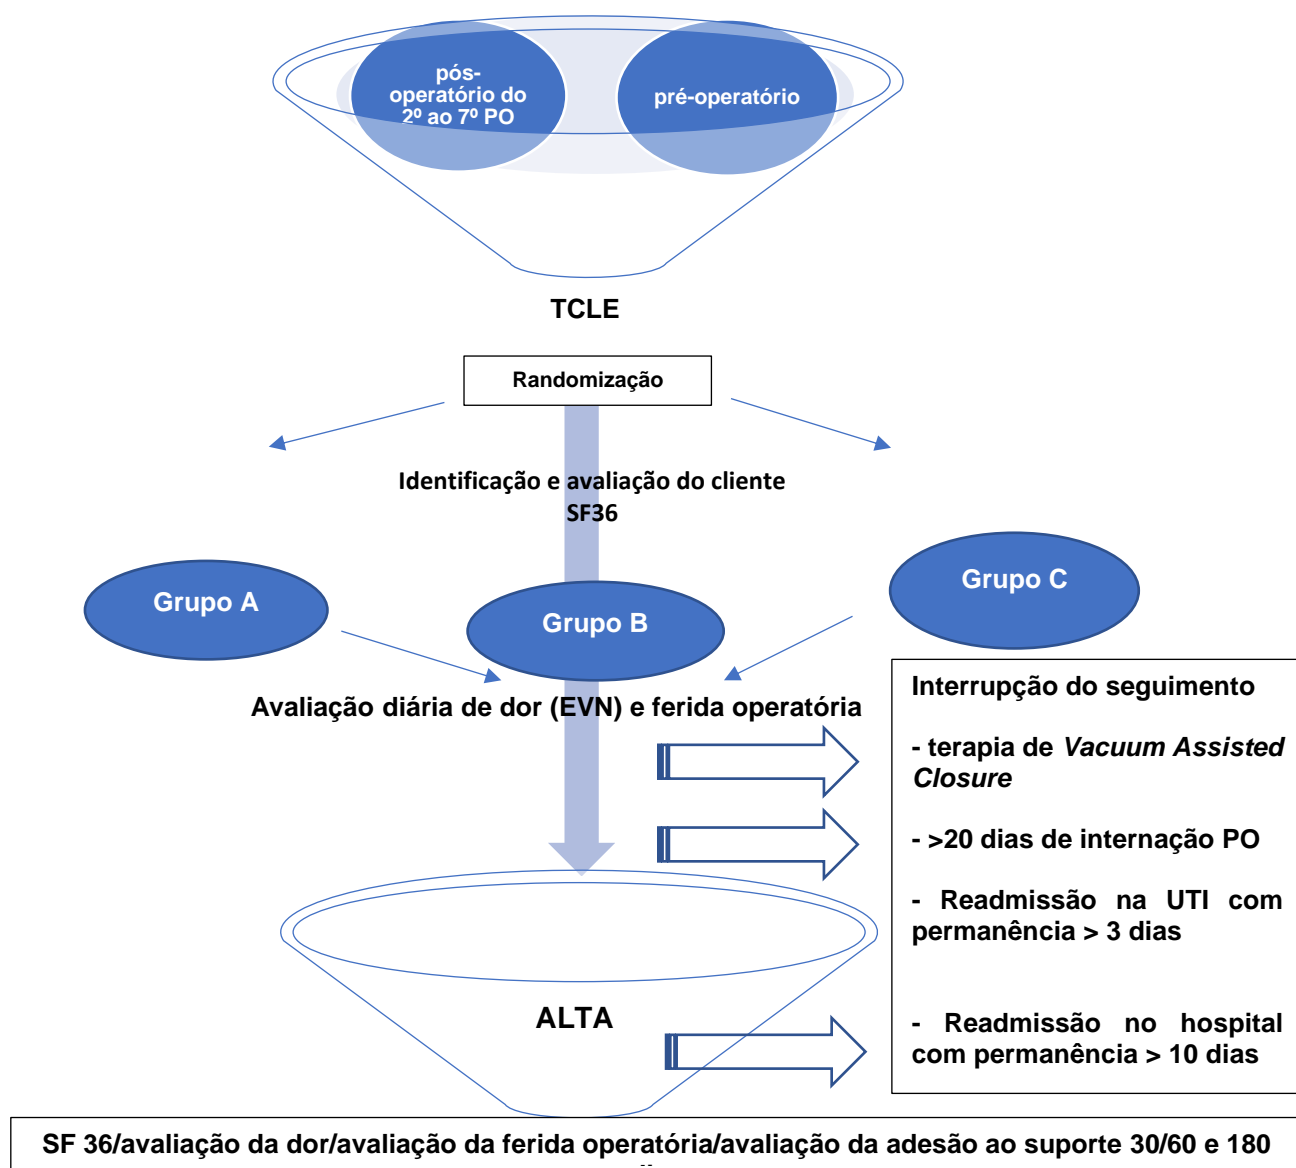 pós-
operatório do
2º ao 7º PO
pré-operatório
TCLE
Randomização
Identificação e avaliação do cliente
SF36
Grupo A
Grupo B
Grupo C
Avaliação diária de dor (EVN) e ferida operatória
Interrupção do seguimento
- terapia de Vacuum Assisted
Closure
- >20 dias de internação PO
- Readmissão na UTI com
permanência > 3 dias
- Readmissão no hospital
com permanência > 10 dias
ALTA
SF 36/avaliação da dor/avaliação da ferida operatória/avaliação da adesão ao suporte 30/60 e 180